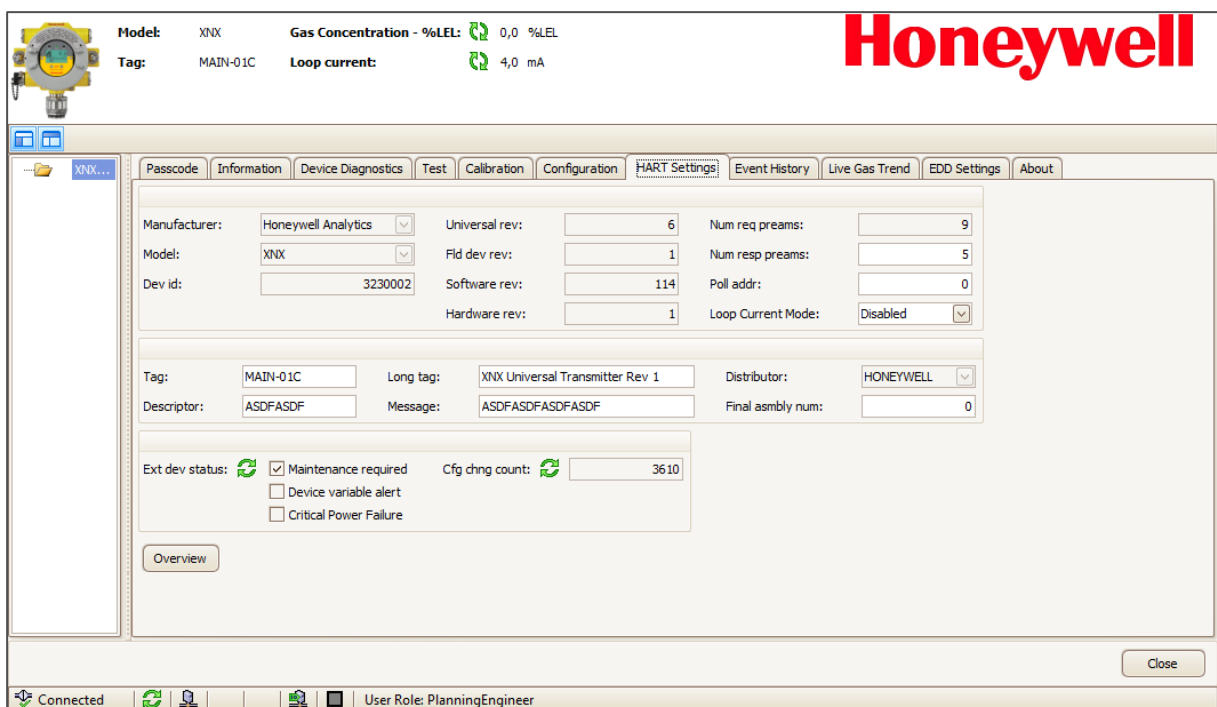 Model: XNX Gas Concentration - %LEL: 0,0 %LEL
Honeywell
Tag: MAIN-01C Loop current: 4,0 mA
XNX...
Passcode Information Device Diagnostics Test Calibration Configuration HART Settings Event History Live Gas Trend EDD Settings About
Manufacturer: Honeywell Analytics Universal rev: 6 Num req preams: 9
Model: XNX Fld dev rev: 1 Num resp preams: 5
Dev id: 3230002 Software rev: 114 Poll addr: 0
Hardware rev: 1 Loop Current Mode: Disabled
Tag: MAIN-01C Long tag: XNX Universal Transmitter Rev 1 Distributor: HONEYWELL
Descriptor: ASDFASDF Message: ASDFASDFASDFASDF Final asmbly num: 0
Ext dev status: Maintenance required Cfg chng count: 3610
Device variable alert
Critical Power Failure
Overview
Close
Connected User Role: PlanningEngineer